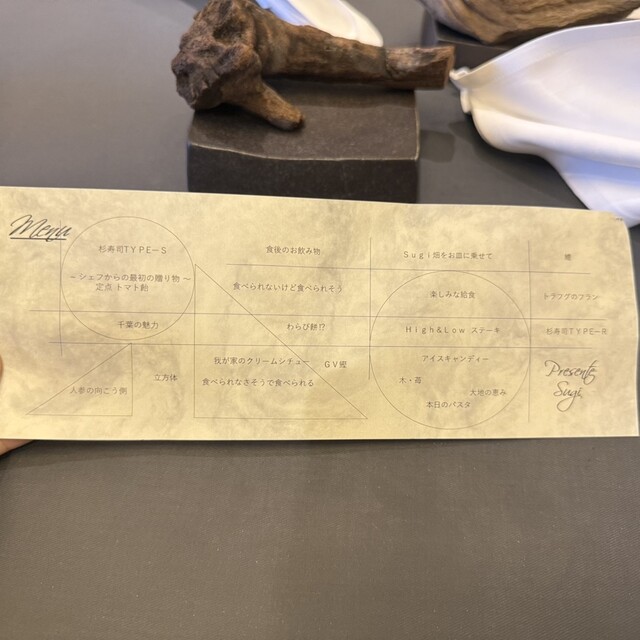 Menu
杉寿司TYPE－S
～シェフからの最初の贈り物～
定点 トマト飴
千葉の魅力
人参の向こう側
立方体
食後のお飲み物
食べられないけど食べられそう
わらび餅!?
我が家のクリームシチュー
GV鰹
食べられなさそうで食べられる
Sugi畑をお皿に乗せて
楽しみな給食
High&Low ステーキ
アイスキャンディー
木・苺
大地の恵み
本日のパスタ
トラフグのフラン
杉寿司TYPE－R
Presente
Sugi